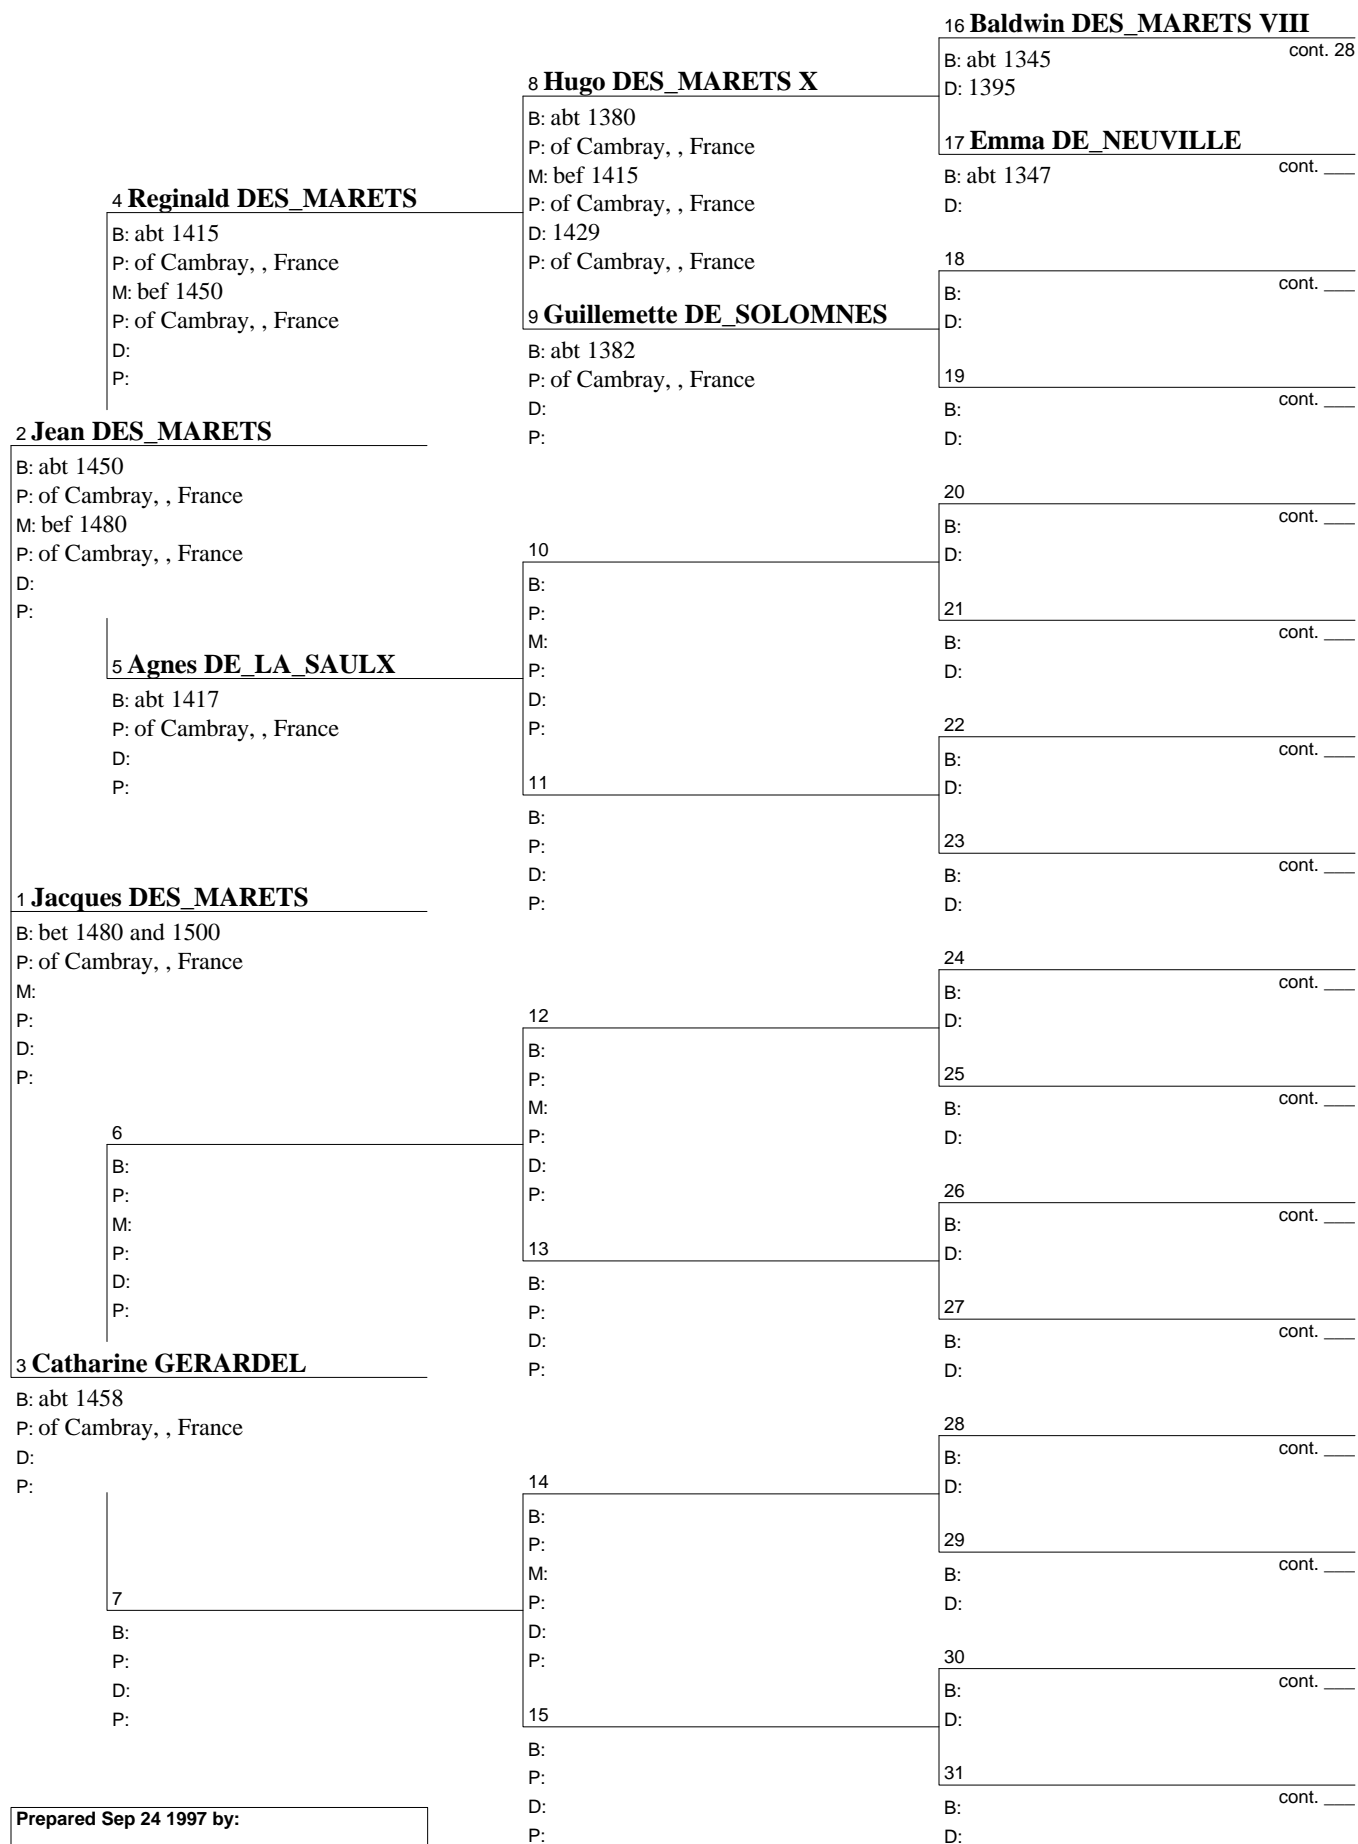 16 Baldwin DES_MARETS VIII
cont. 28
B: abt 1345
D: 1395
8 Hugo DES_MARETS X
B: abt 1380
P: of Cambray, , France
M: bef 1415
P: of Cambray, , France
D: 1429
P: of Cambray, , France
17 Emma DE_NEUVILLE
cont. ___
B: abt 1347
D:
4 Reginald DES_MARETS
B: abt 1415
P: of Cambray, , France
M: bef 1450
P: of Cambray, , France
D:
P:
18
cont. ___
B:
D:
9 Guillemette DE_SOLOMNES
B: abt 1382
P: of Cambray, , France
D:
P:
19
cont. ___
B:
D:
2 Jean DES_MARETS
B: abt 1450
P: of Cambray, , France
M: bef 1480
P: of Cambray, , France
D:
P:
20
cont. ___
B:
D:
10
B:
P:
M:
P:
D:
P:
21
cont. ___
B:
D:
5 Agnes DE_LA_SAULX
B: abt 1417
P: of Cambray, , France
D:
P:
22
cont. ___
B:
D:
11
B:
P:
D:
P:
23
cont. ___
B:
D:
1 Jacques DES_MARETS
B: bet 1480 and 1500
P: of Cambray, , France
M:
P:
D:
P:
24
cont. ___
B:
D:
12
B:
P:
M:
P:
D:
P:
25
cont. ___
B:
D:
6
B:
P:
M:
P:
D:
P:
26
cont. ___
B:
D:
13
B:
P:
D:
P:
27
cont. ___
B:
D:
3 Catharine GERARDEL
B: abt 1458
P: of Cambray, , France
D:
P:
28
cont. ___
B:
D:
14
B:
P:
M:
P:
D:
P:
29
cont. ___
B:
D:
7
B:
P:
D:
P:
30
cont. ___
B:
D:
15
B:
P:
D:
P:
31
cont. ___
B:
D:
Prepared Sep 24 1997 by: